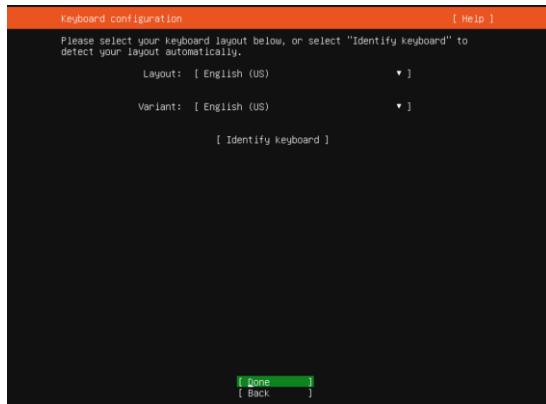 Keyboard configuration [ Help ]
Please select your keyboard layout below, or select "Identify keyboard" to
detect your layout automatically.
Layout: [ English (US) ▾ ]
Variant: [ English (US) ▾ ]
[ Identify keyboard ]
[ Done ]
[ Back ]